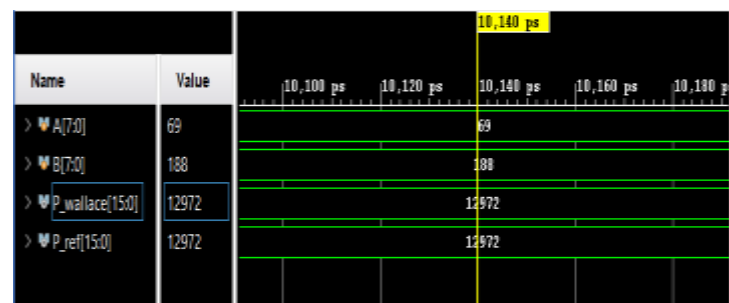 10,140 ps
Name Value 10,100 ps 10,120 ps 10,140 ps 10,160 ps 10,180 p
> A[7:0] 69 69
> B[7:0] 188 188
> P_wallace[15:0] 12972 12972
> P_ref[15:0] 12972 12972